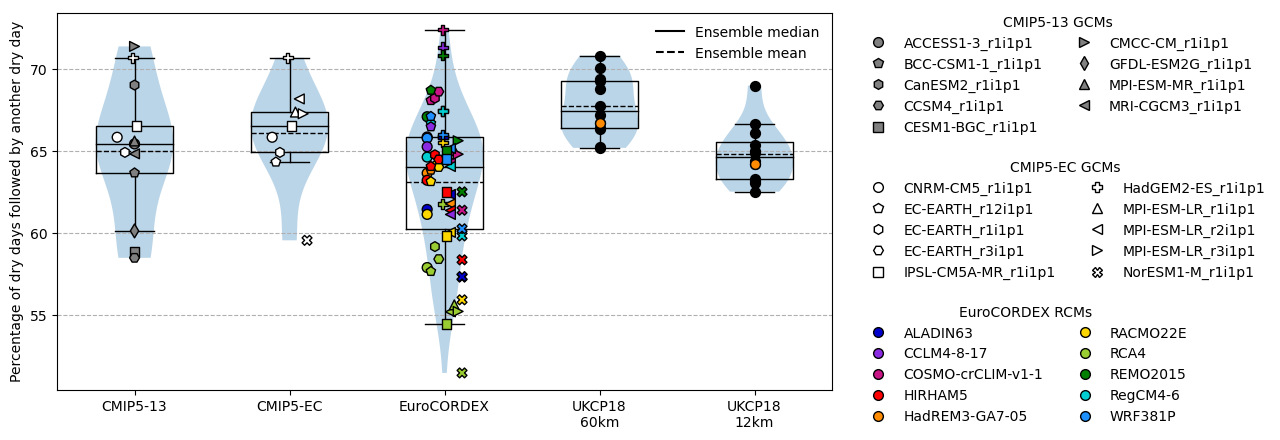 Percentage of dry days followed by another dry day
70
65
60
55
Ensemble median
Ensemble mean
CMIP5-13
CMIP5-EC
EuroCORDEX
UKCP18
60km
UKCP18
12km
CMIP5-13 GCMs
ACCESS1-3_r1i1p1
BCC-CSM1-1_r1i1p1
CanESM2_r1i1p1
CCSM4_r1i1p1
CESM1-BGC_r1i1p1
CMCC-CM_r1i1p1
GFDL-ESM2G_r1i1p1
MPI-ESM-MR_r1i1p1
MRI-CGCM3_r1i1p1
CMIP5-EC GCMs
CNRM-CM5_r1i1p1
EC-EARTH_r12i1p1
EC-EARTH_r1i1p1
EC-EARTH_r3i1p1
IPSL-CM5A-MR_r1i1p1
HadGEM2-ES_r1i1p1
MPI-ESM-LR_r1i1p1
MPI-ESM-LR_r2i1p1
MPI-ESM-LR_r3i1p1
NorESM1-M_r1i1p1
EuroCORDEX RCMs
ALADIN63
CCLM4-8-17
COSMO-crCLIM-v1-1
HIRHAM5
HadREM3-GA7-05
RACMO22E
RCA4
REMO2015
RegCM4-6
WRF381P